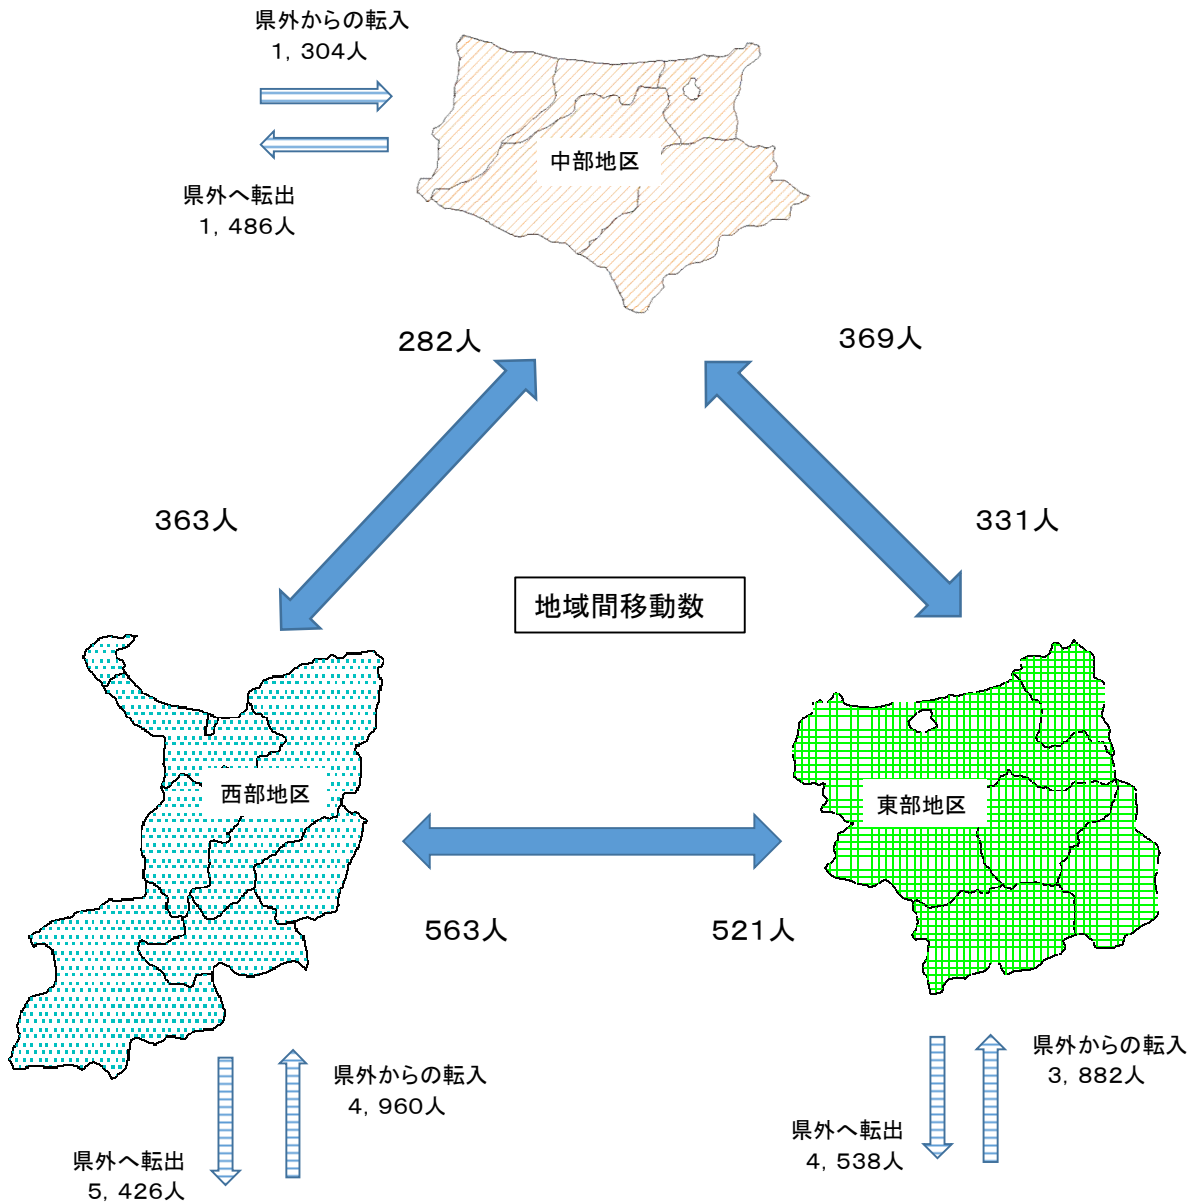 県外からの転入
1,304人
中部地区
県外へ転出
1,486人
282人
369人
363人
331人
地域間移動数
西部地区
東部地区
563人
521人
県外からの転入
4,960人
県外へ転出
5,426人
県外からの転入
3,882人
県外へ転出
4,538人